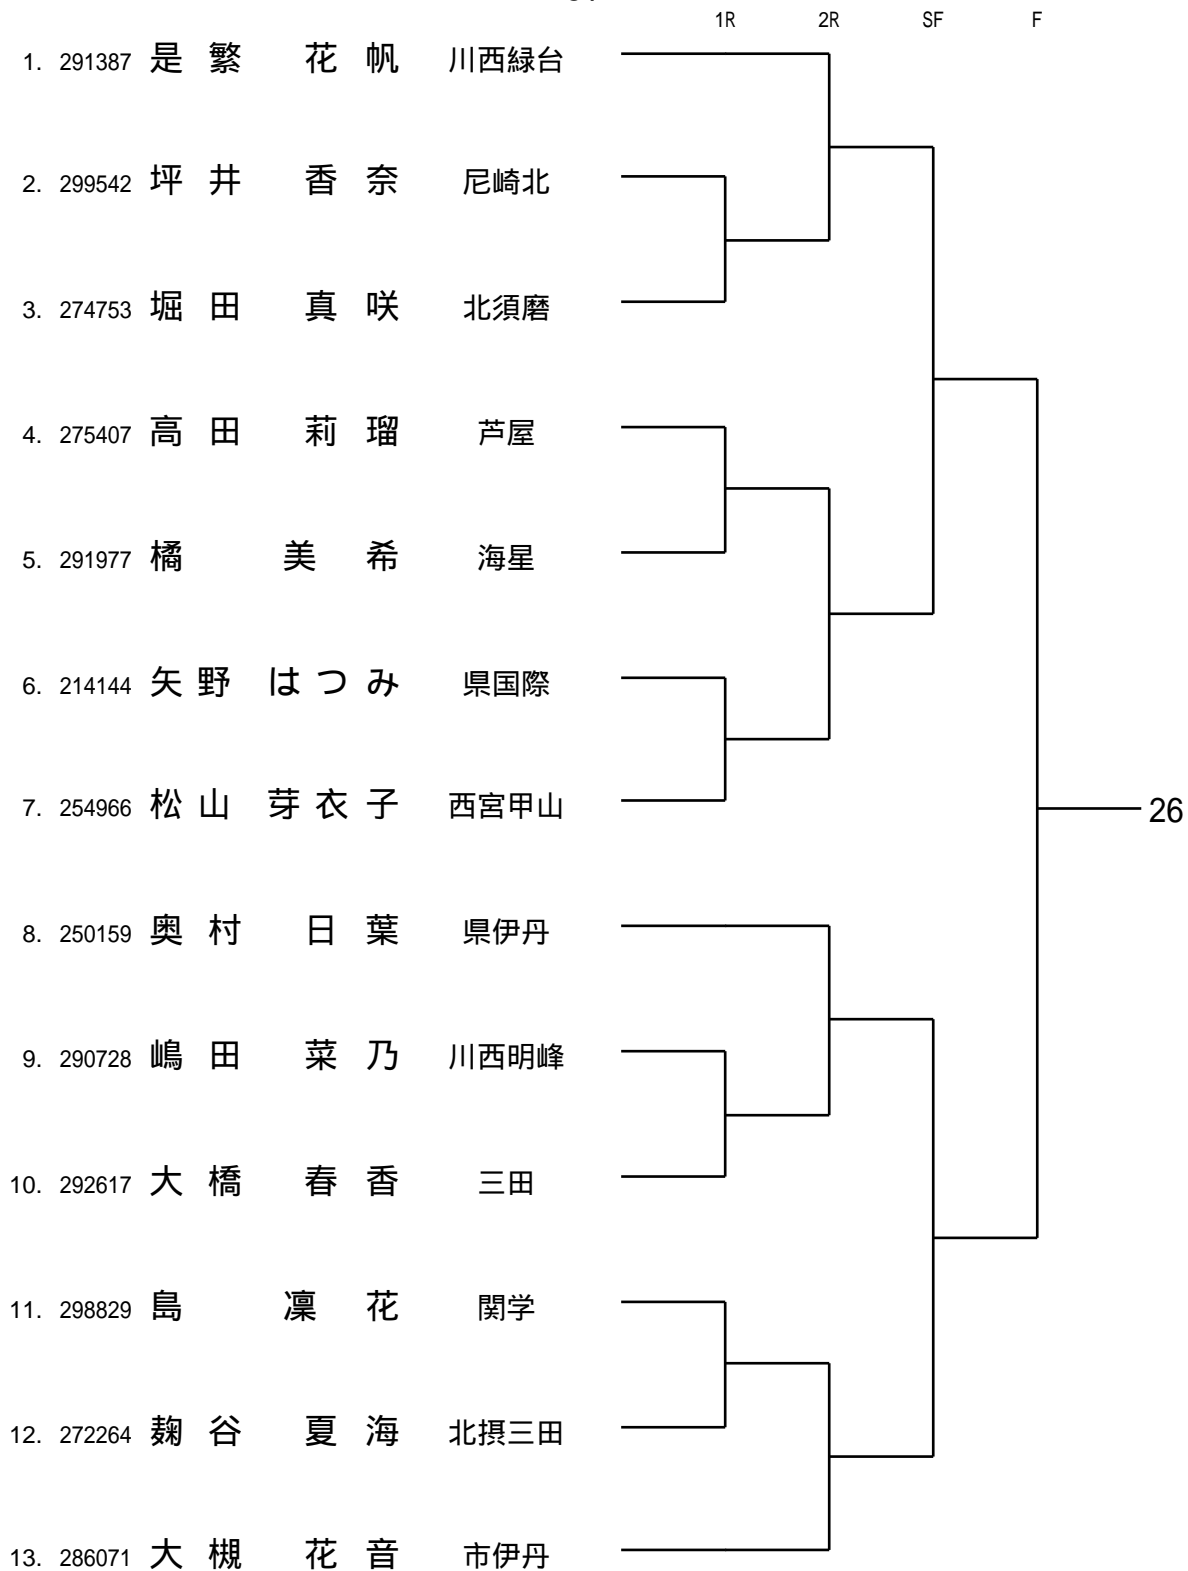 1R 2R SF F
1. 291387 是繁 花帆 川西緑台
2. 299542 坪井 香奈 尼崎北
3. 274753 堀田 真咲 北須磨
4. 275407 高田 莉瑠 芦屋
5. 291977 橘 美希 海星
6. 214144 矢野 はつみ 県国際
7. 254966 松山 芽衣子 西宮甲山
26
8. 250159 奥村 日葉 県伊丹
9. 290728 嶋田 菜乃 川西明峰
10. 292617 大橋 春香 三田
11. 298829 島 凜花 関学
12. 272264 麹谷 夏海 北摂三田
13. 286071 大槻 花音 市伊丹